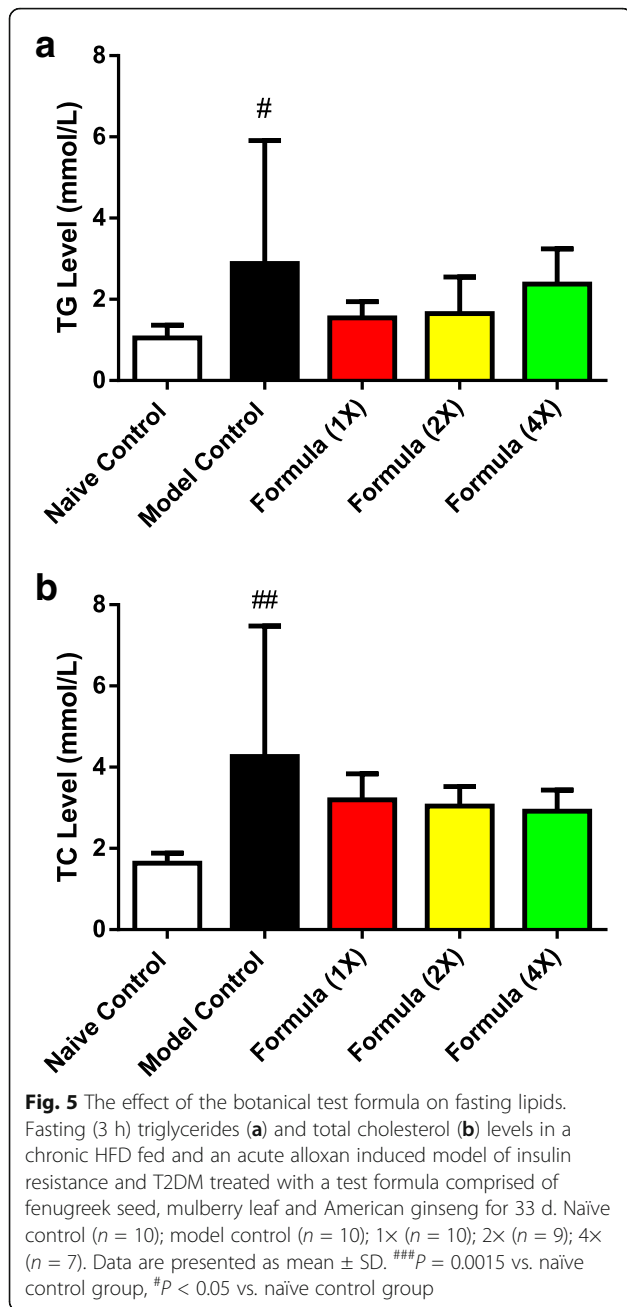 a
TG Level (mmol/L)
8
6
4
2
0
#
Naive Control
Model Control
Formula (1X)
Formula (2X)
Formula (4X)
b
TC Level (mmol/L)
8
6
4
2
0
##
Naive Control
Model Control
Formula (1X)
Formula (2X)
Formula (4X)
Fig. 5 The effect of the botanical test formula on fasting lipids.
Fasting (3 h) triglycerides (a) and total cholesterol (b) levels in a
chronic HFD fed and an acute alloxan induced model of insulin
resistance and T2DM treated with a test formula comprised of
fenugreek seed, mulberry leaf and American ginseng for 33 d. Naïve
control (n = 10); model control (n = 10); 1× (n = 10); 2× (n = 9); 4×
(n = 7). Data are presented as mean ± SD. ###P = 0.0015 vs. naïve
control group, #P < 0.05 vs. naïve control group